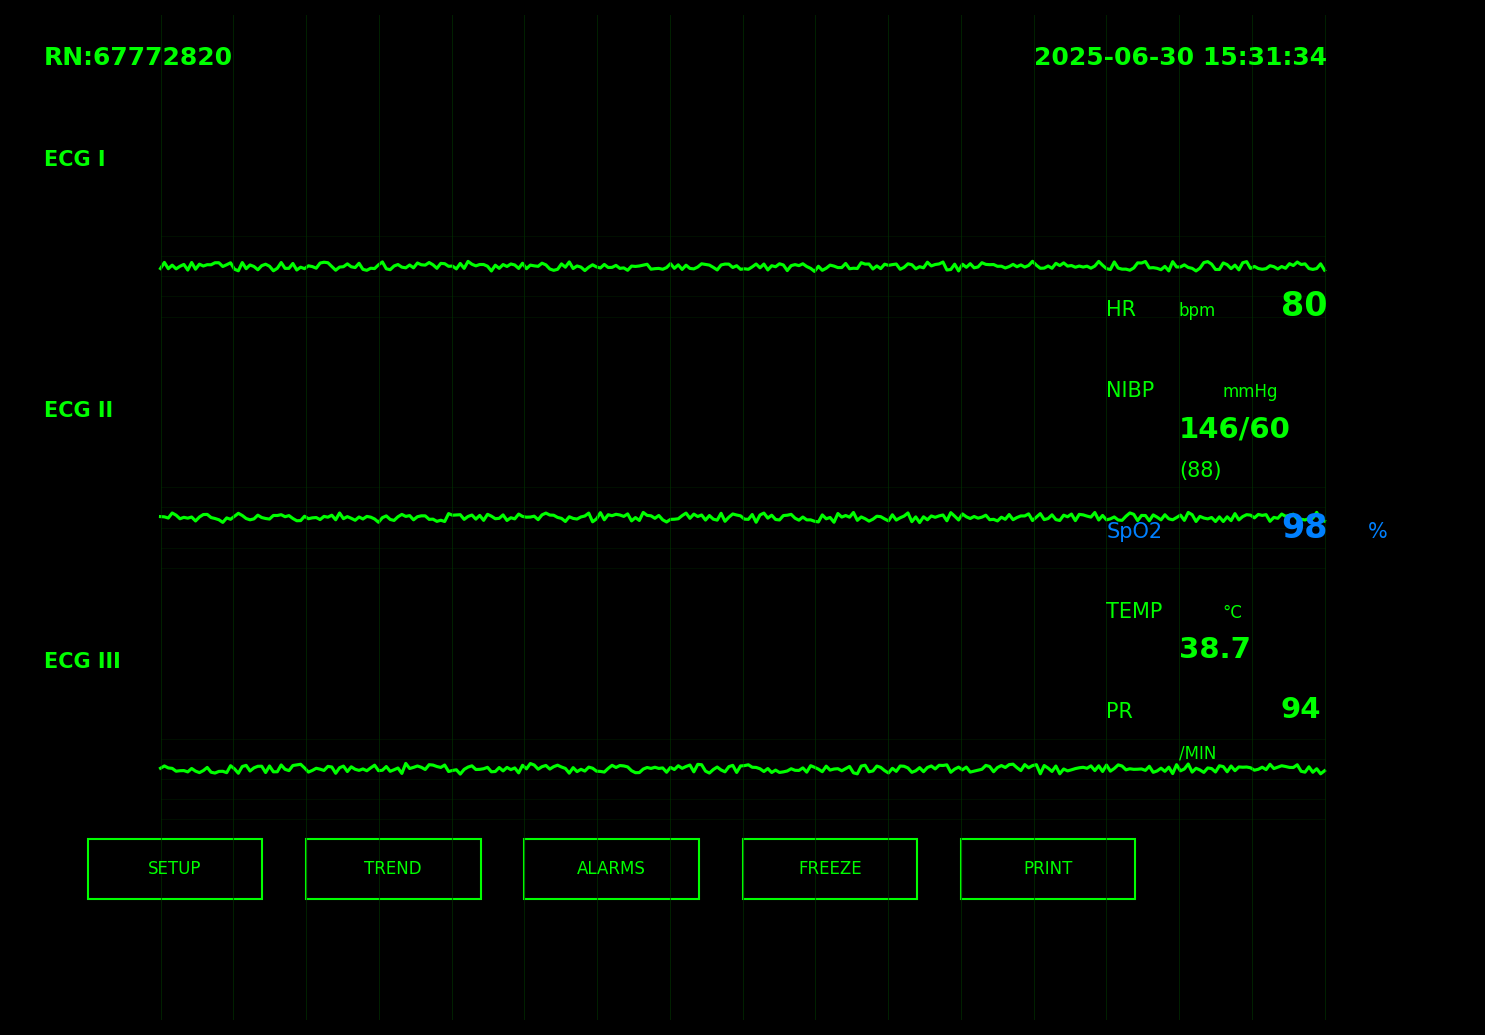 RN:67772820 2025-06-30 15:31:34
ECG I
HR bpm 80
NIBP mmHg
ECG II
146/60
(88)
SpO2 98 %
TEMP °C
38.7
ECG III
PR 94
/MIN
SETUP TREND ALARMS FREEZE PRINT